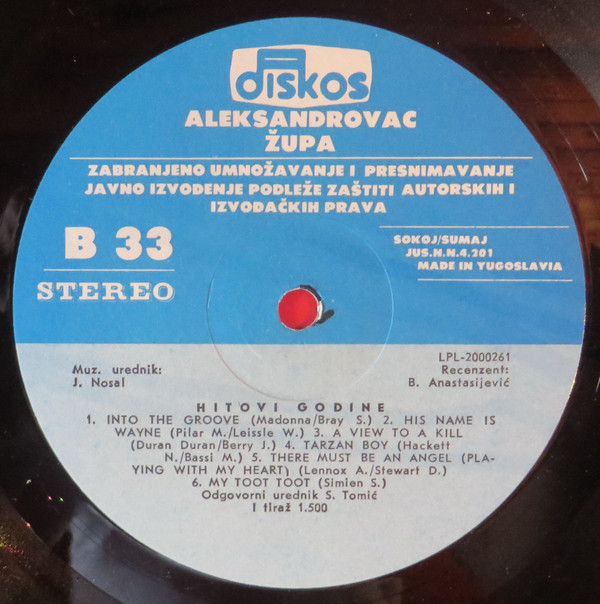 diskos
ALEKSANDROVAC
ŽUPA
ZABRANJENO UMNOŽAVANJE I PRESNIMAVANJE
JAVNO IZVOĐENJE PODLEŽE ZAŠTITI AUTORSKIH I
IZVOĐAČKIH PRAVA
B 33
STEREO
SOKOJ/SUMAJ
JUS.N.N.4.201
MADE IN YUGOSLAVIA
Muz. urednik:
J. Nosal
LPL-2000261
Recenzent:
B. Anastasijević
HITOVI GODINE
1. INTO THE GROOVE (Madonna/Bray S.) 2. HIS NAME IS
WAYNE (Pilar M./Leissle W.) 3. A VIEW TO A KILL
(Duran Duran/Berry J.) 4. TARZAN BOY (Hackett
N./Bassi M.) 5. THERE MUST BE AN ANGEL (PLA-
YING WITH MY HEART) (Lennox A./Stewart D.)
6. MY TOOT TOOT (Simien S.)
Odgovorni urednik S. Tomić
I tiraž 1.500